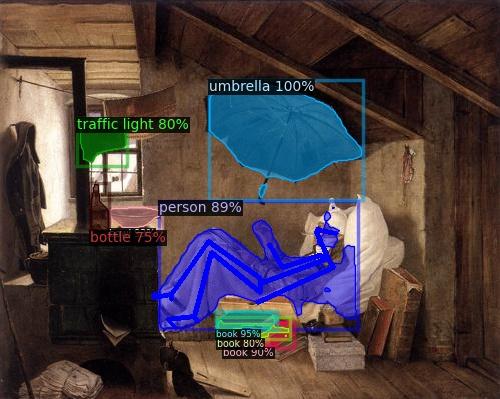 umbrella 100%
traffic light 80%
person 89%
bottle 75%
book 95%
book 80%
book 90%